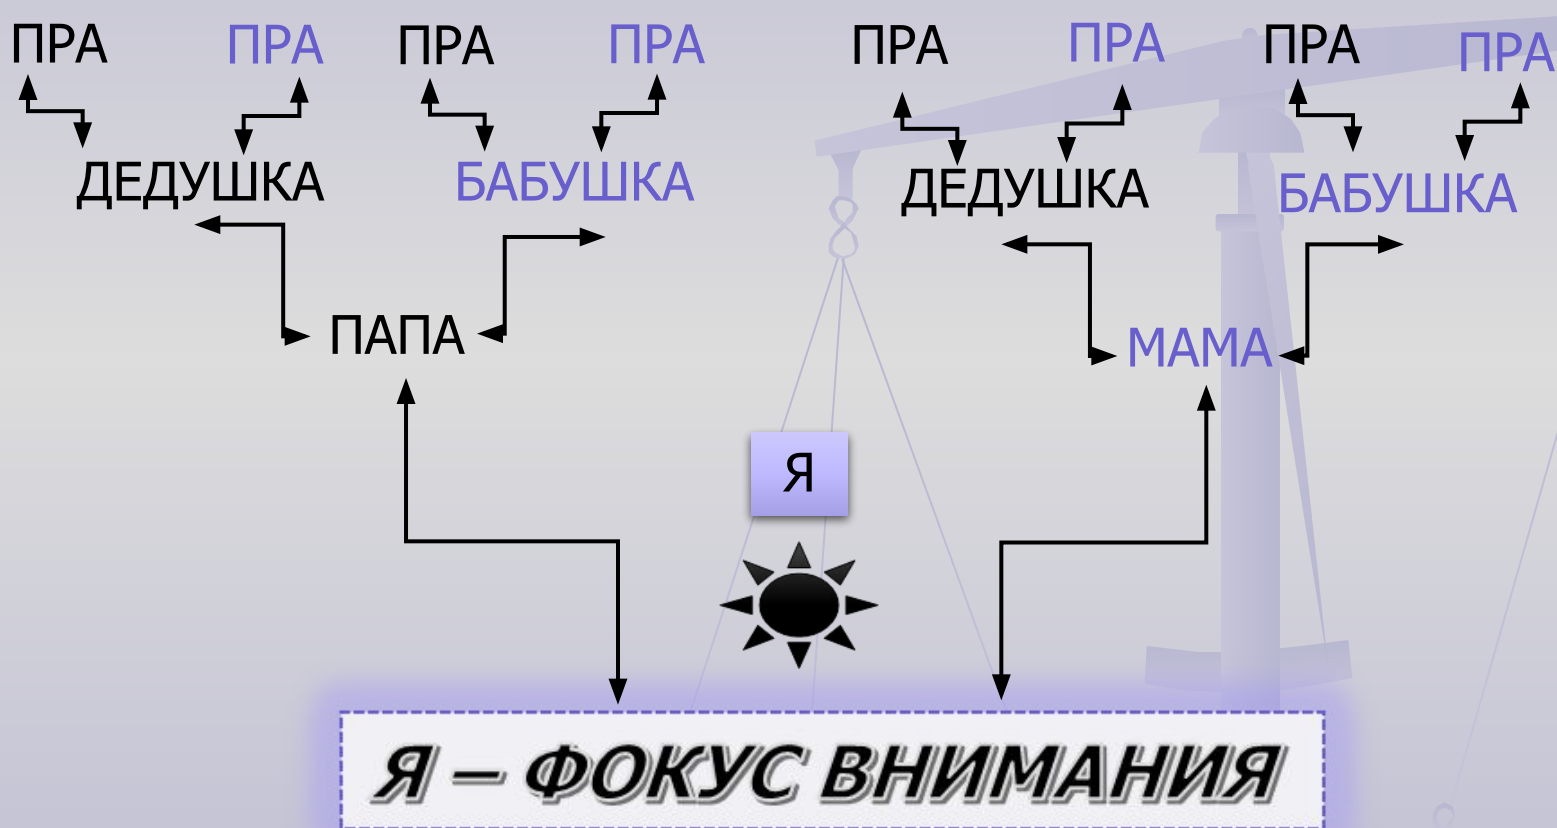 ПРА ПРА ПРА ПРА ПРА ПРА ПРА ПРА
ДЕДУШКА БАБУШКА ДЕДУШКА БАБУШКА
ПАПА МАМА
Я
Я – ФОКУС ВНИМАНИЯ